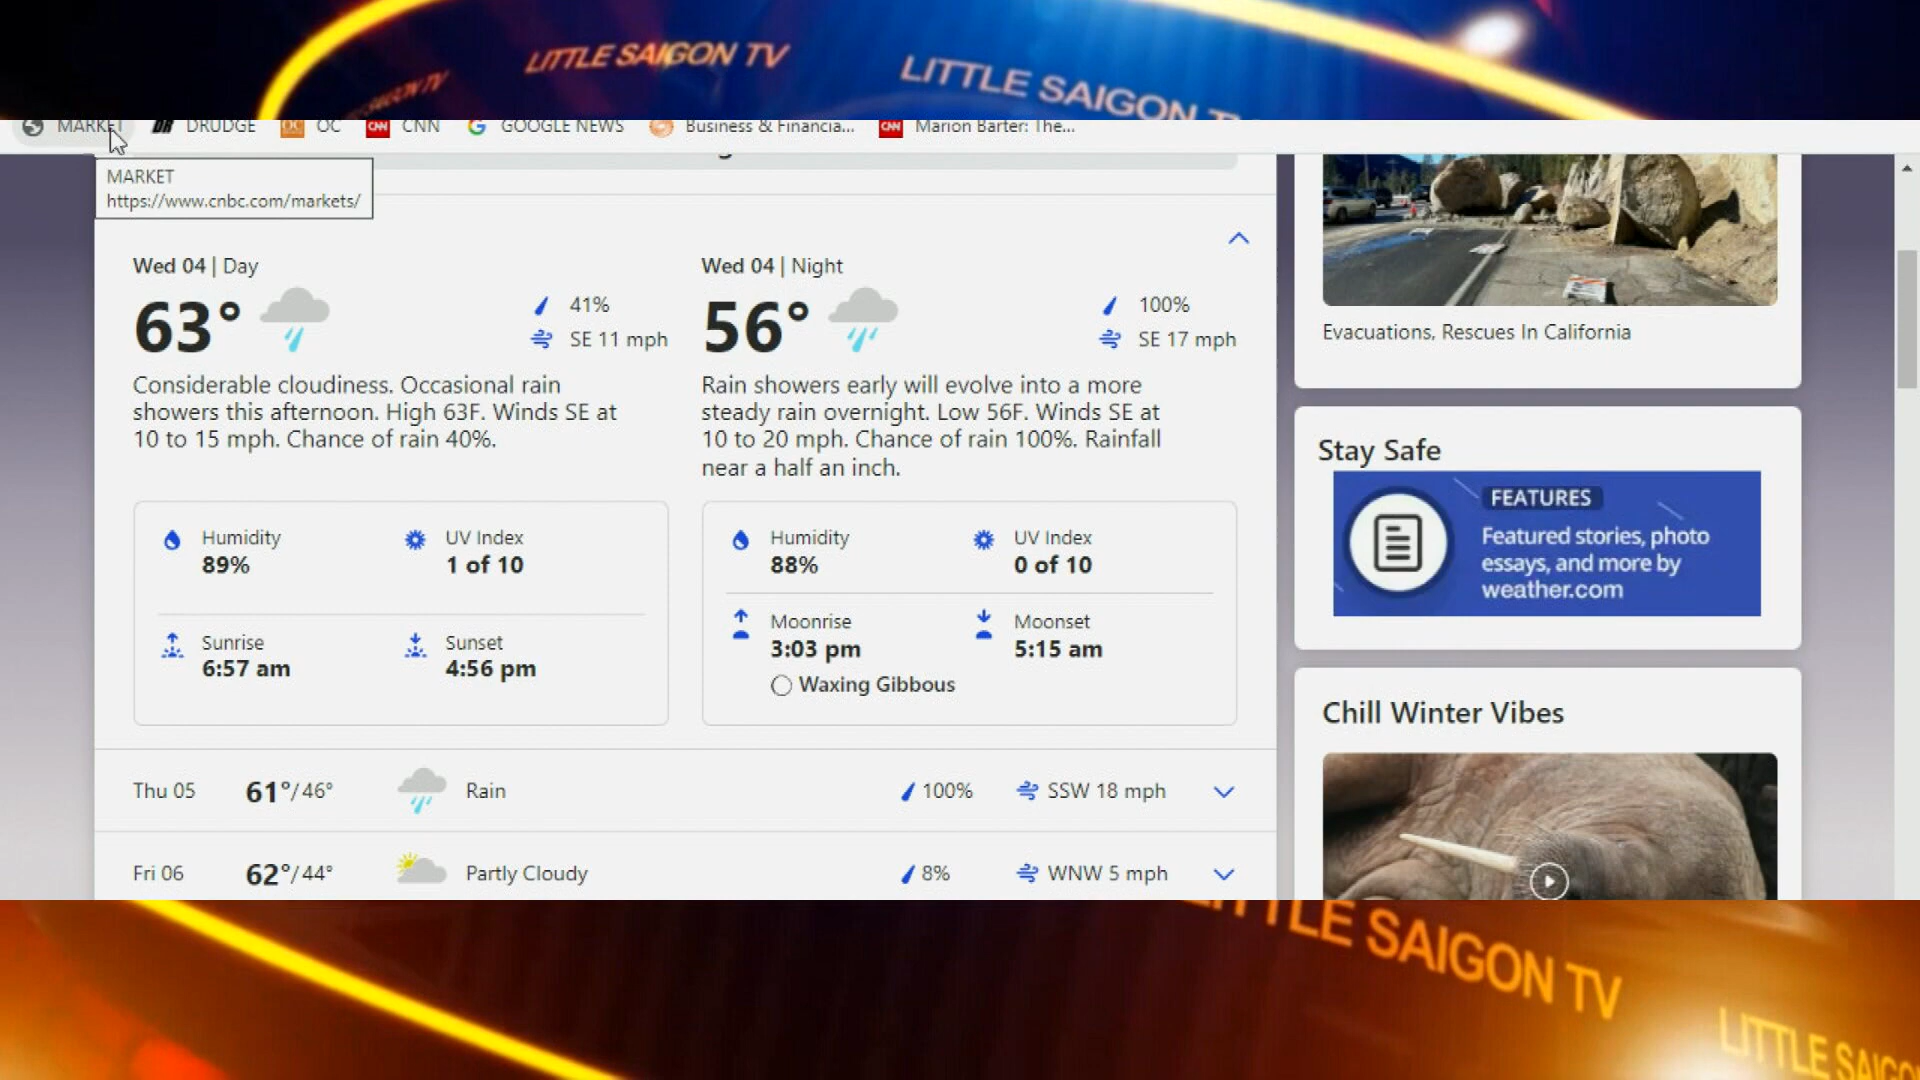 LITTLE SAIGON TV
SAIGON TV
LITTLE SAIGON
MARKET
DRUDGE
OC
OC
CNN
CNN
GOOGLE NEWS
Business & Financia...
CNN
Marion Barter: The...
MARKET
https://www.cnbc.com/markets/
Wed 04 | Day
63°
41%
SE 11 mph
Considerable cloudiness. Occasional rain
showers this afternoon. High 63F. Winds SE at
10 to 15 mph. Chance of rain 40%.
Humidity
89%
UV Index
1 of 10
Sunrise
6:57 am
Sunset
4:56 pm
Wed 04 | Night
56°
100%
SE 17 mph
Rain showers early will evolve into a more
steady rain overnight. Low 56F. Winds SE at
10 to 20 mph. Chance of rain 100%. Rainfall
near a half an inch.
Humidity
88%
UV Index
0 of 10
Moonrise
3:03 pm
Waxing Gibbous
Moonset
5:15 am
Thu 05 61°/46° Rain 100% SSW 18 mph
Fri 06 62°/44° Partly Cloudy 8% WNW 5 mph
Evacuations, Rescues In California
Stay Safe
FEATURES
Featured stories, photo
essays, and more by
weather.com
Chill Winter Vibes
LITTLE SAIGON TV
LITTLE SAIGO